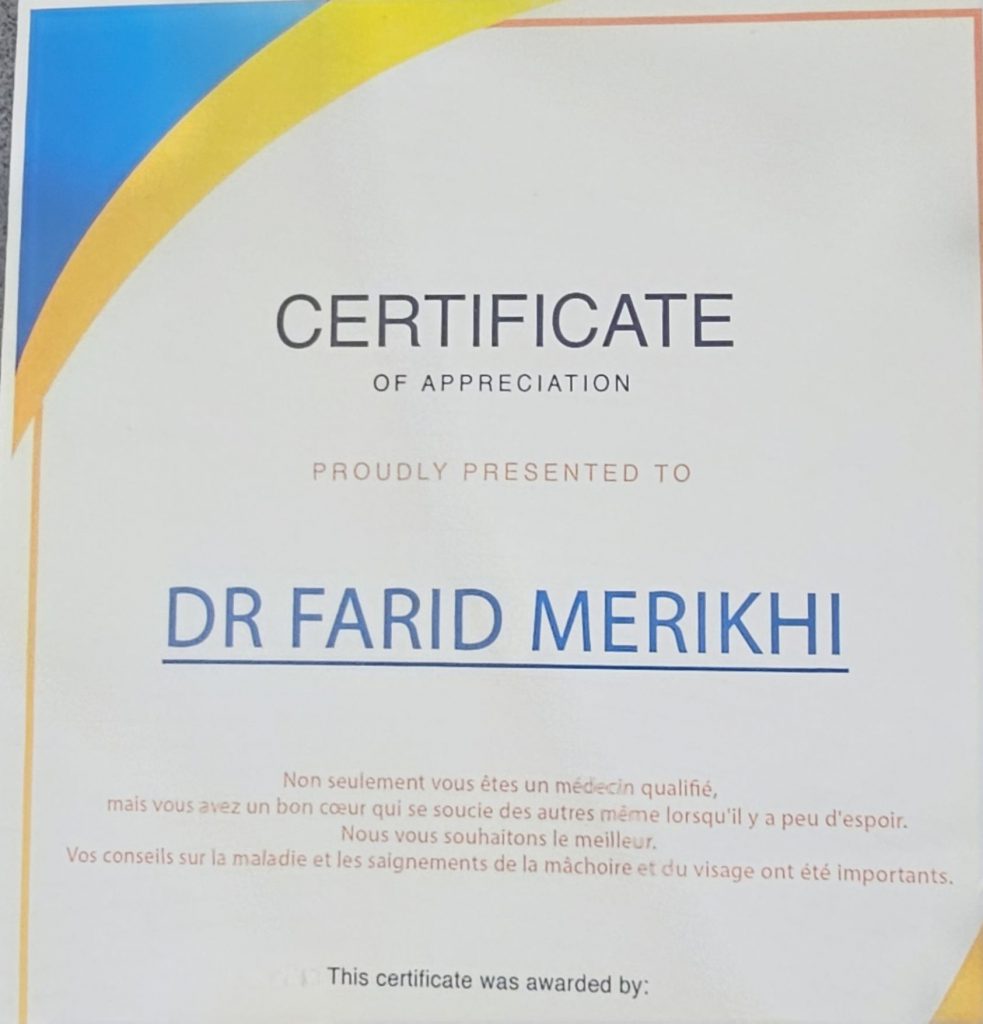 CERTIFICATE
OF APPRECIATION
PROUDLY PRESENTED TO
DR FARID MERIKHI
Non seulement vous êtes un médecin qualifié,
mais vous avez un bon cœur qui se soucie des autres même lorsqu'il y a peu d'espoir.
Nous vous souhaitons le meilleur.
Vos conseils sur la maladie et les saignements de la mâchoire et du visage ont été importants.
This certificate was awarded by: